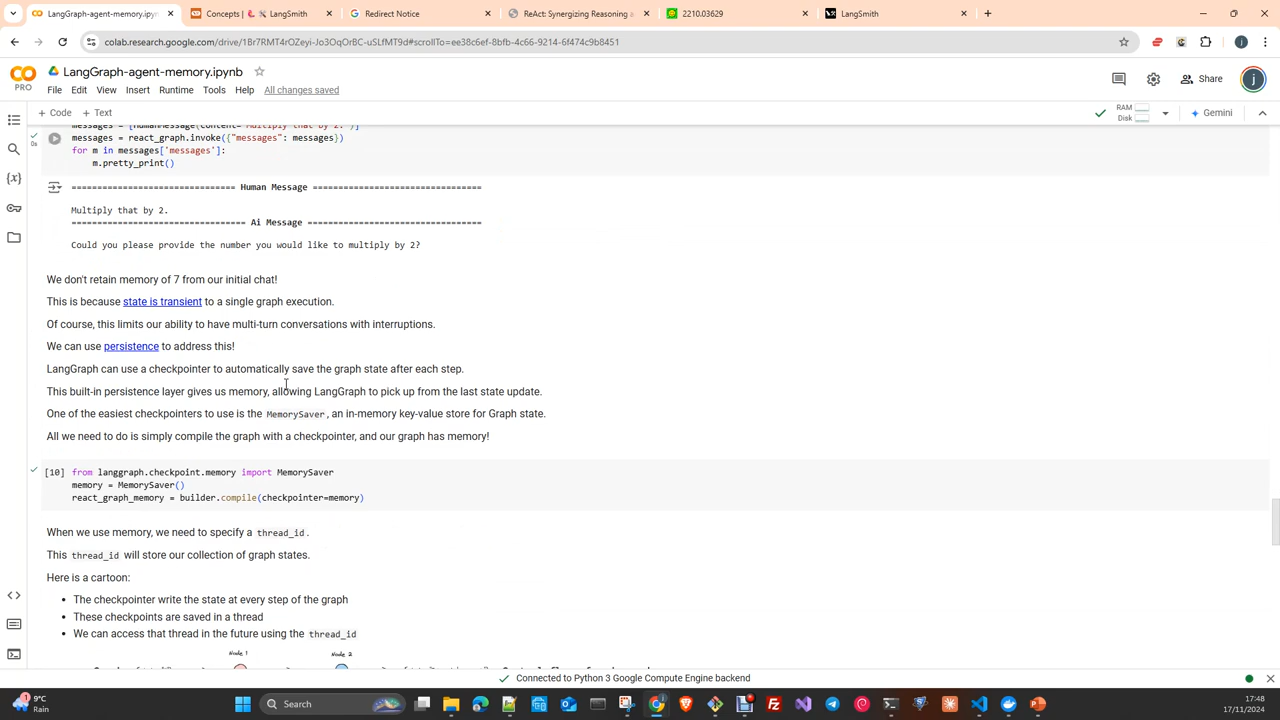 LangGraph-agent-memory.ipynb
Concepts | 🦜🛠️ LangSmith
Redirect Notice
ReAct: Synergizing Reasoning a
2210.03629
LangSmith
colab.research.google.com/drive/1Br7RMT4rOZeyi-Jo3OqOrBC-uSLfMT9d#scrollTo=ee38c6ef-8bfb-4c66-9214-6f474c9b8451
PRO
LangGraph-agent-memory.ipynb
File Edit View Insert Runtime Tools Help All changes saved
Share
+ Code + Text
RAM
Disk
Gemini
messages = [HumanMessage(content="Multiply that by 2.")]
messages = react_graph.invoke({"messages": messages})
for m in messages['messages']:
m.pretty_print()
0s
================================ Human Message =================================
Multiply that by 2.
================================== Ai Message ==================================
Could you please provide the number you would like to multiply by 2?
We don't retain memory of 7 from our initial chat!
This is because state is transient to a single graph execution.
Of course, this limits our ability to have multi-turn conversations with interruptions.
We can use persistence to address this!
LangGraph can use a checkpointer to automatically save the graph state after each step.
This built-in persistence layer gives us memory, allowing LangGraph to pick up from the last state update.
One of the easiest checkpointers to use is the MemorySaver, an in-memory key-value store for Graph state.
All we need to do is simply compile the graph with a checkpointer, and our graph has memory!
[10] from langgraph.checkpoint.memory import MemorySaver
memory = MemorySaver()
react_graph_memory = builder.compile(checkpointer=memory)
When we use memory, we need to specify a thread_id.
This thread_id will store our collection of graph states.
Here is a cartoon:
• The checkpointer write the state at every step of the graph
• These checkpoints are saved in a thread
• We can access that thread in the future using the thread_id
Node 1 Node 2
Connected to Python 3 Google Compute Engine backend
9°C
Rain
Search
17:48
17/11/2024